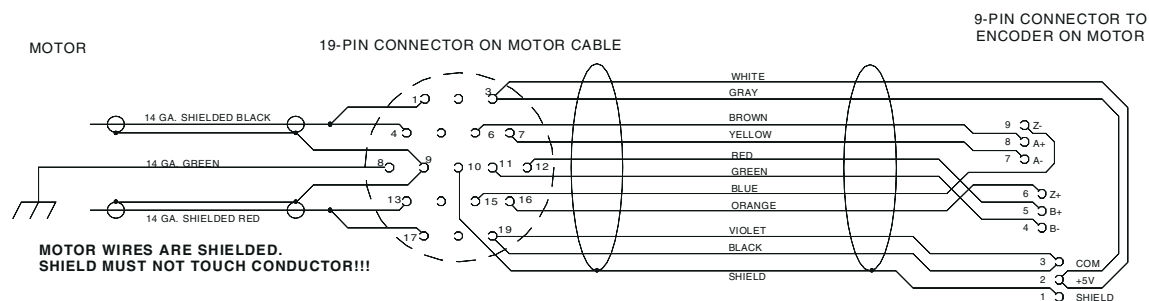 9-PIN CONNECTOR TO
ENCODER ON MOTOR
MOTOR
19-PIN CONNECTOR ON MOTOR CABLE
WHITE
3
GRAY
1
14 GA. SHIELDED BLACK
BROWN
9 Z-
4
6 7
YELLOW
8 A+
RED
7 A-
14 GA. GREEN
8
9
10
11
12
GREEN
BLUE
6 Z+
13
15
16
ORANGE
5 B+
14 GA. SHIELDED RED
4 B-
17
19
VIOLET
MOTOR WIRES ARE SHIELDED.
BLACK
SHIELD MUST NOT TOUCH CONDUCTOR!!!
3 COM
SHIELD
2 +5V
1 SHIELD